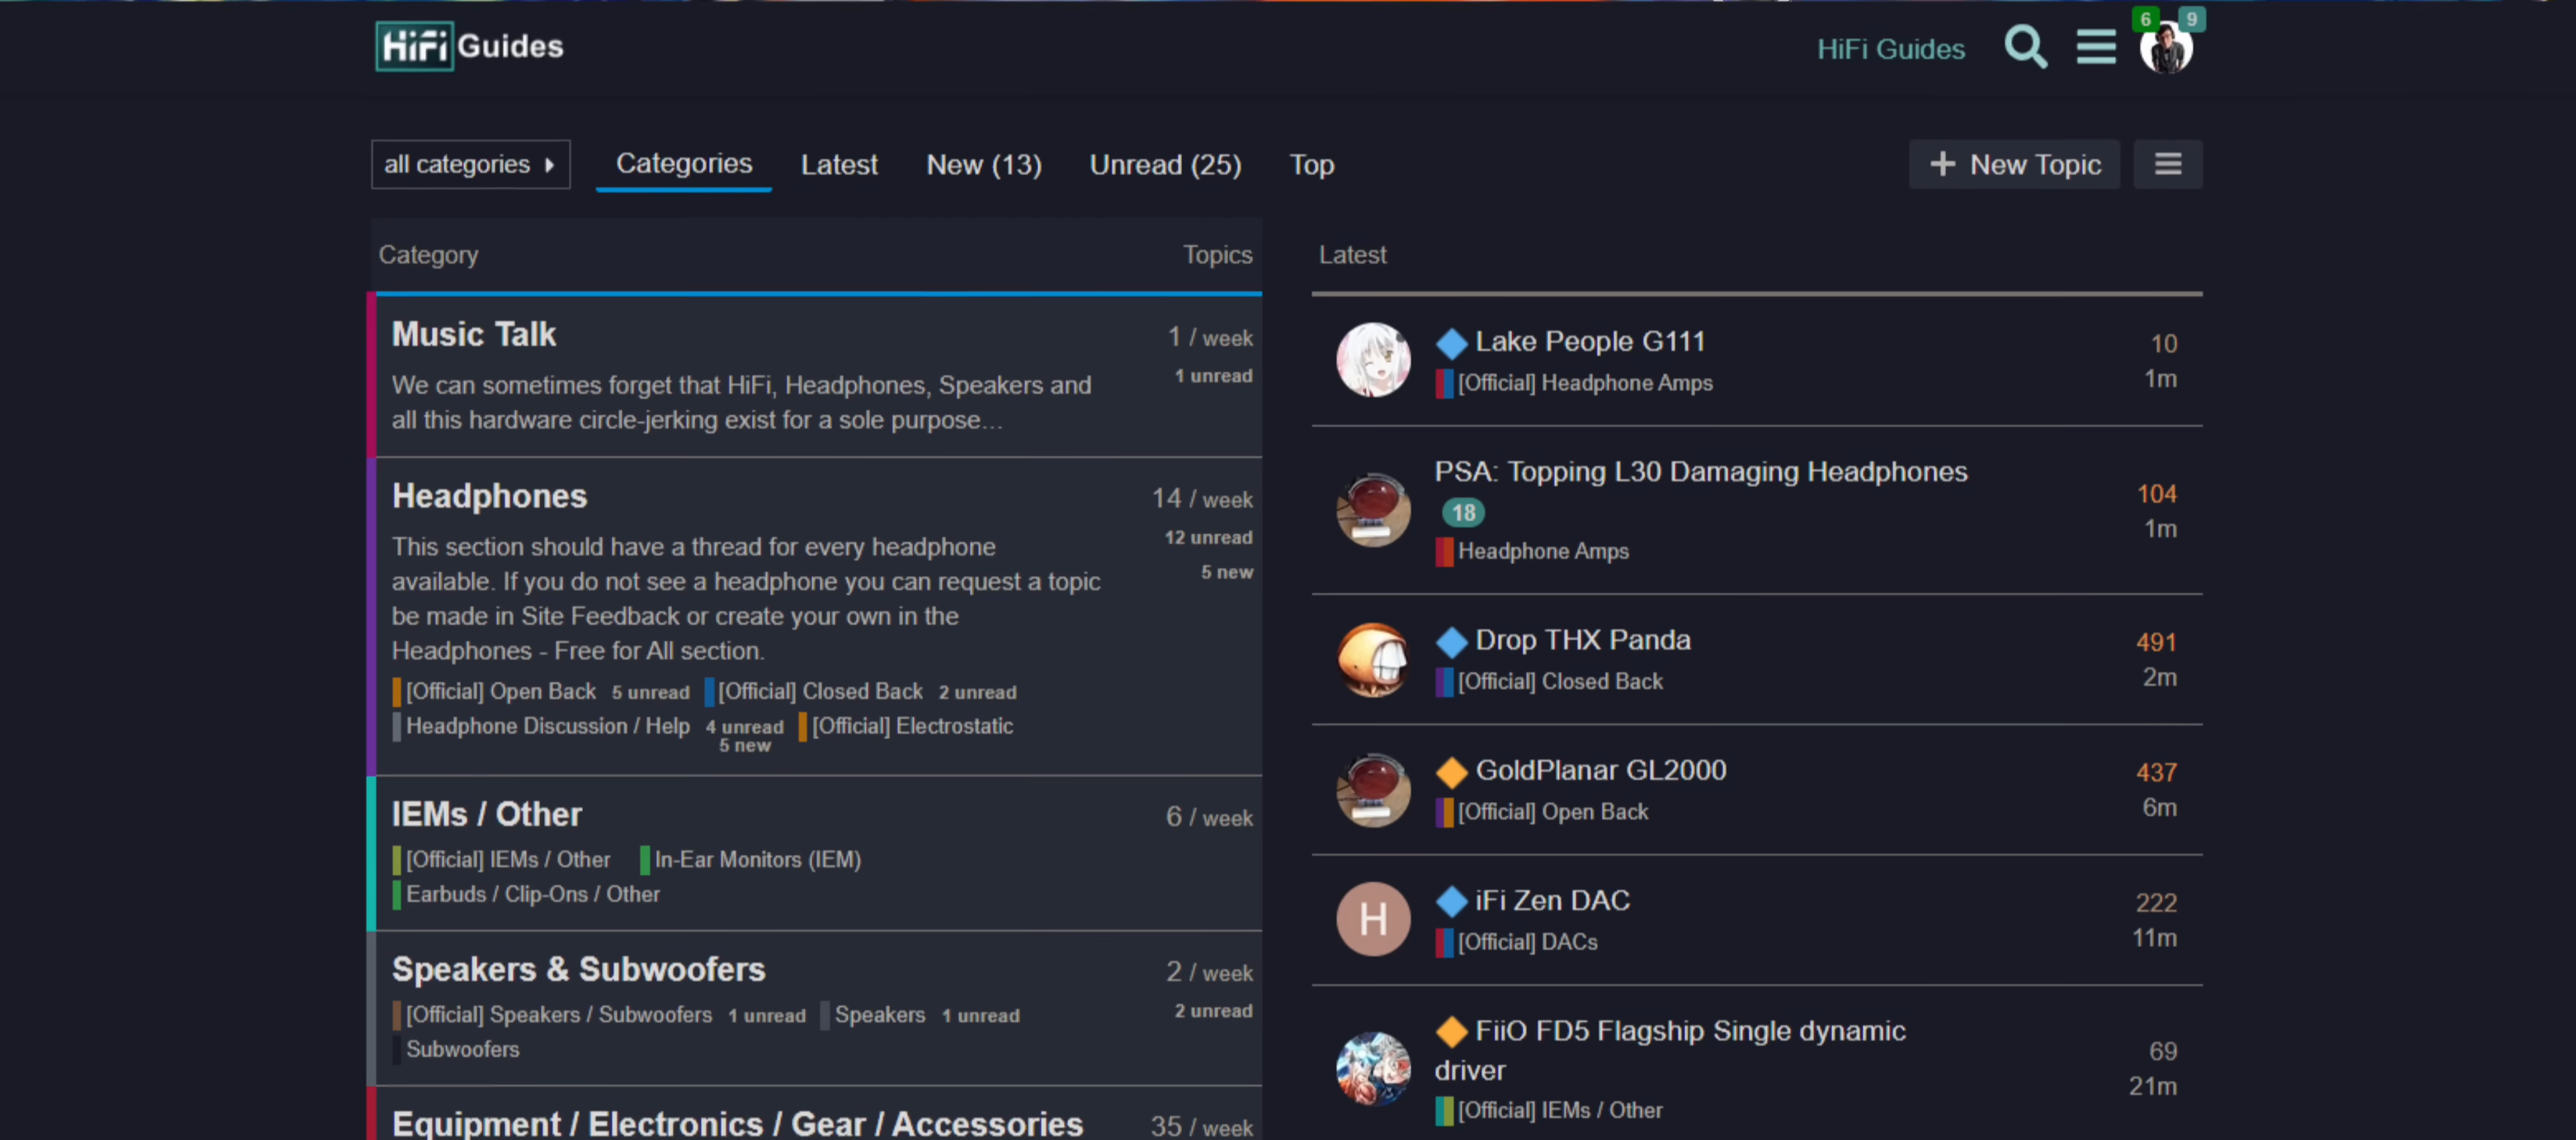 HiFi Guides
HiFi Guides
6
9
all categories
Categories
Latest
New (13)
Unread (25)
Top
+ New Topic
Category
Topics
Music Talk
1 / week
1 unread
We can sometimes forget that HiFi, Headphones, Speakers and
all this hardware circle-jerking exist for a sole purpose...
Headphones
14 / week
12 unread
5 new
This section should have a thread for every headphone
available. If you do not see a headphone you can request a topic
be made in Site Feedback or create your own in the
Headphones - Free for All section.
[Official] Open Back 5 unread [Official] Closed Back 2 unread
Headphone Discussion / Help 4 unread [Official] Electrostatic
5 new
IEMs / Other
6 / week
[Official] IEMs / Other In-Ear Monitors (IEM)
Earbuds / Clip-Ons / Other
Speakers & Subwoofers
2 / week
2 unread
[Official] Speakers / Subwoofers 1 unread Speakers 1 unread
Subwoofers
Equipment / Electronics / Gear / Accessories
35 / week
Latest
Lake People G111
[Official] Headphone Amps
10
1m
PSA: Topping L30 Damaging Headphones
18
Headphone Amps
104
1m
Drop THX Panda
[Official] Closed Back
491
2m
GoldPlanar GL2000
[Official] Open Back
437
6m
H
iFi Zen DAC
[Official] DACs
222
11m
FiiO FD5 Flagship Single dynamic
driver
[Official] IEMs / Other
69
21m